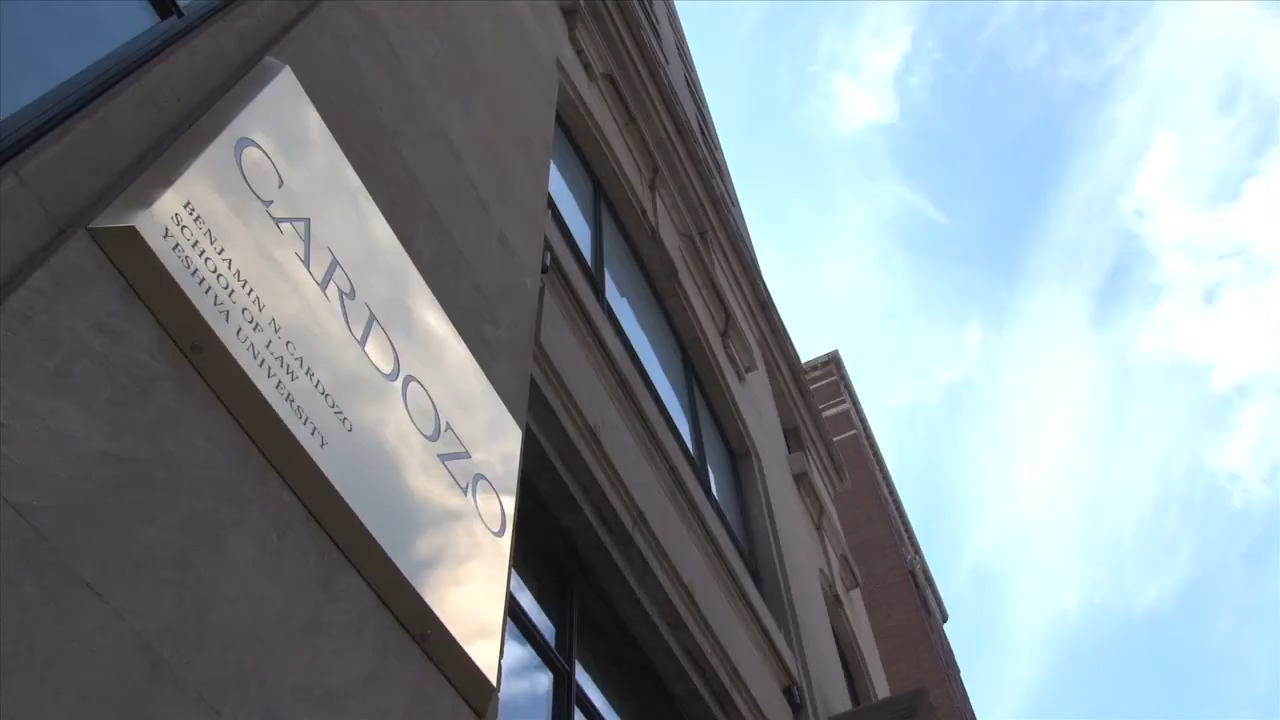 CARDOZO
BENJAMIN N. CARDOZO
SCHOOL OF LAW
YESHIVA UNIVERSITY